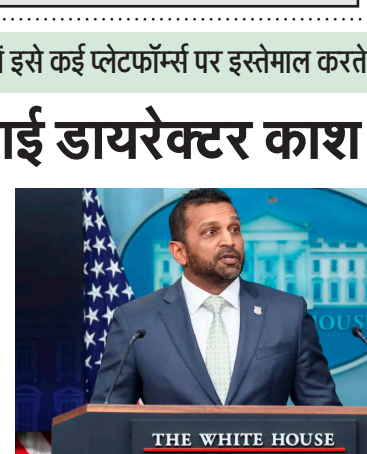 इसे कई प्लेटफॉर्म्स पर इस्तेमाल करते
डायरेक्टर काश
THE WHITE HOUSE